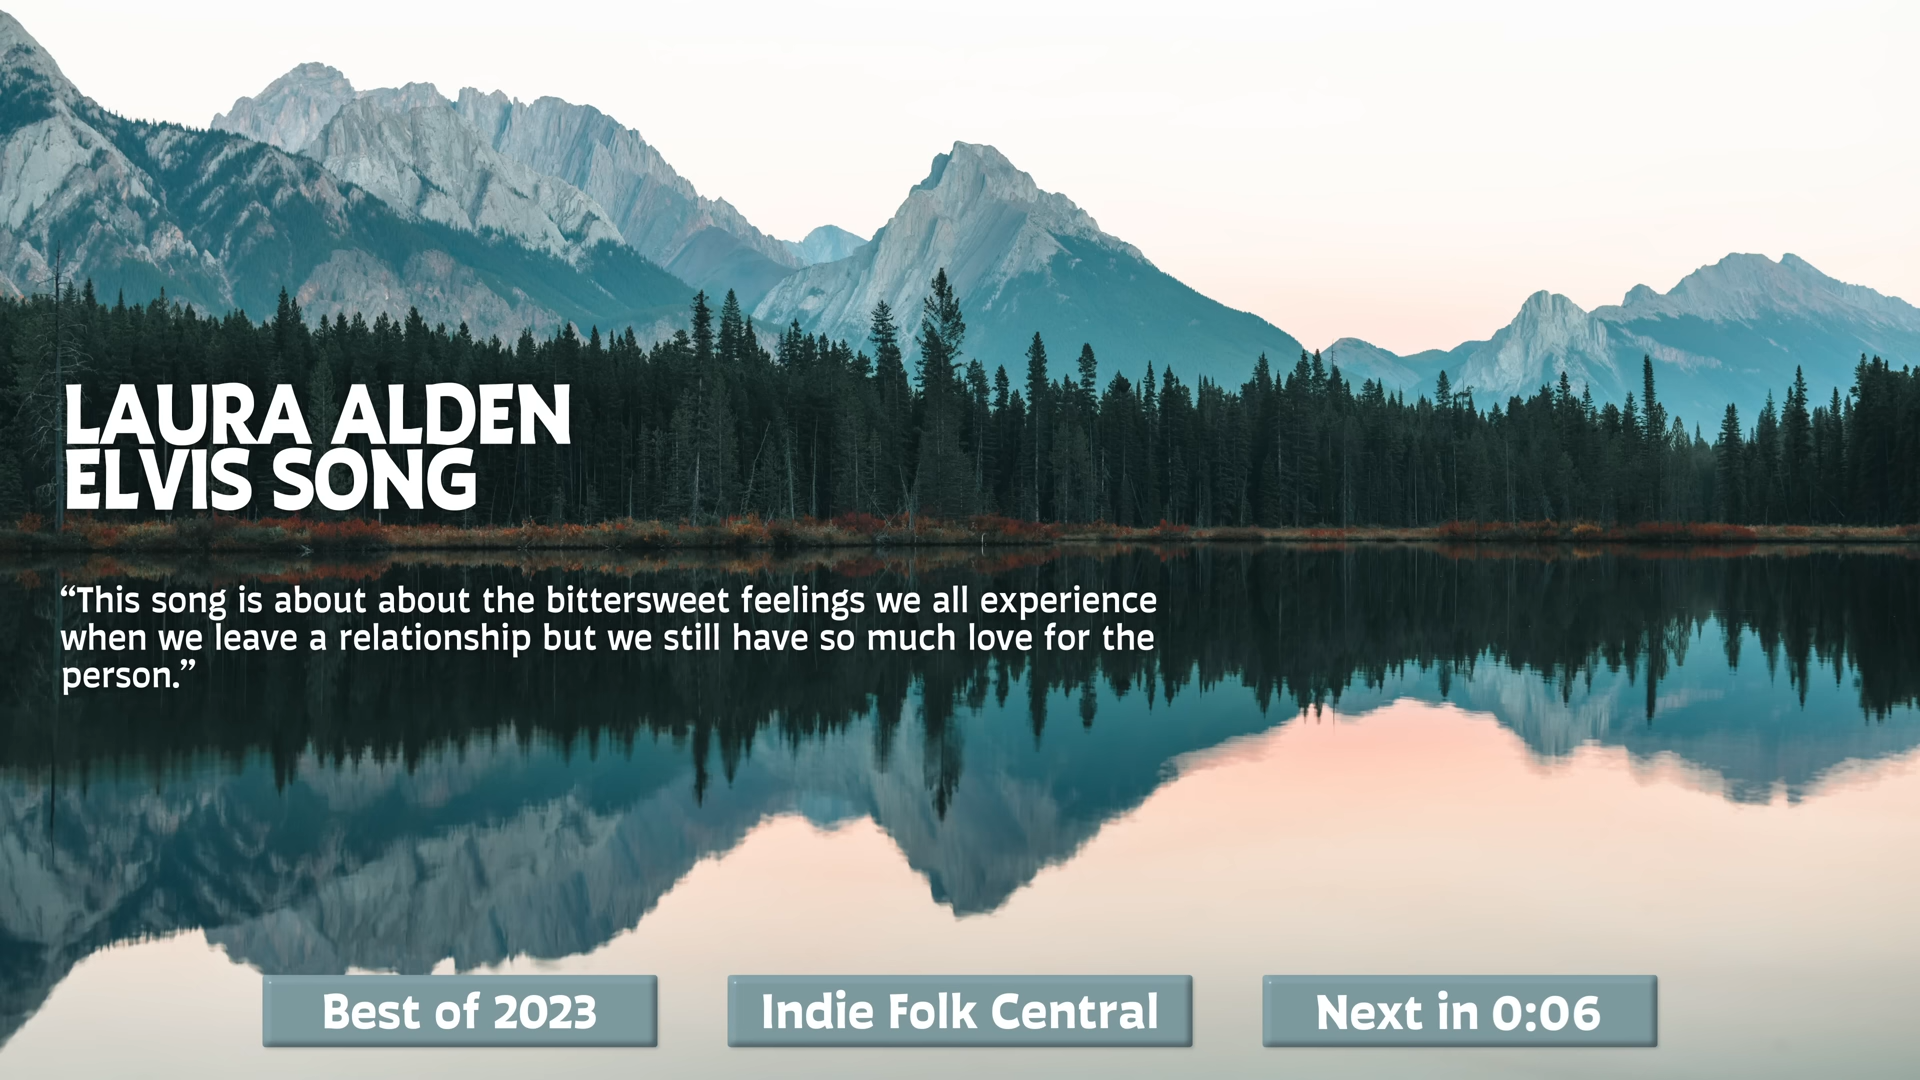 LAURA ALDEN
ELVIS SONG
“This song is about about the bittersweet feelings we all experience
when we leave a relationship but we still have so much love for the
person.”
Best of 2023
Indie Folk Central
Next in 0:06